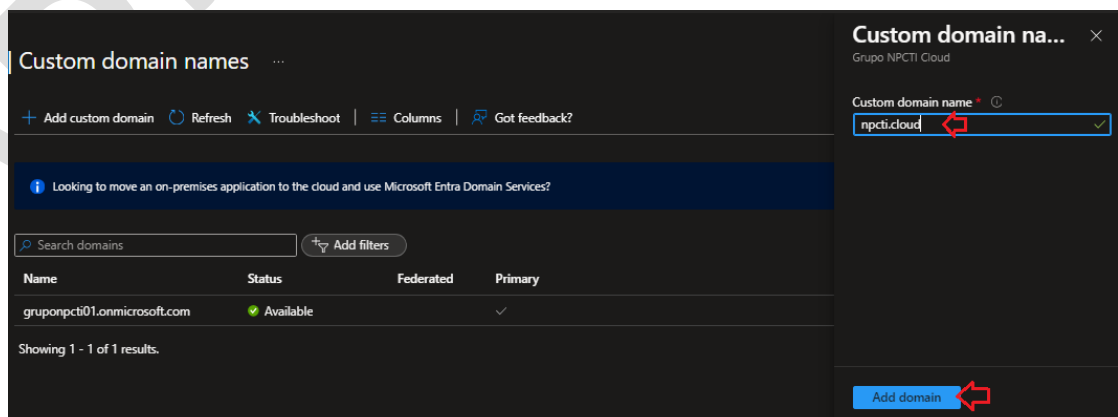 Custom domain names ...
+ Add custom domain Refresh Troubleshoot Columns Got feedback?
Looking to move an on-premises application to the cloud and use Microsoft Entra Domain Services?
Search domains Add filters
Name Status Federated Primary
gruponpcti01.onmicrosoft.com Available
Showing 1 - 1 of 1 results.
Custom domain na...
Grupo NPCTI Cloud
Custom domain name *
npcti.cloud
Add domain